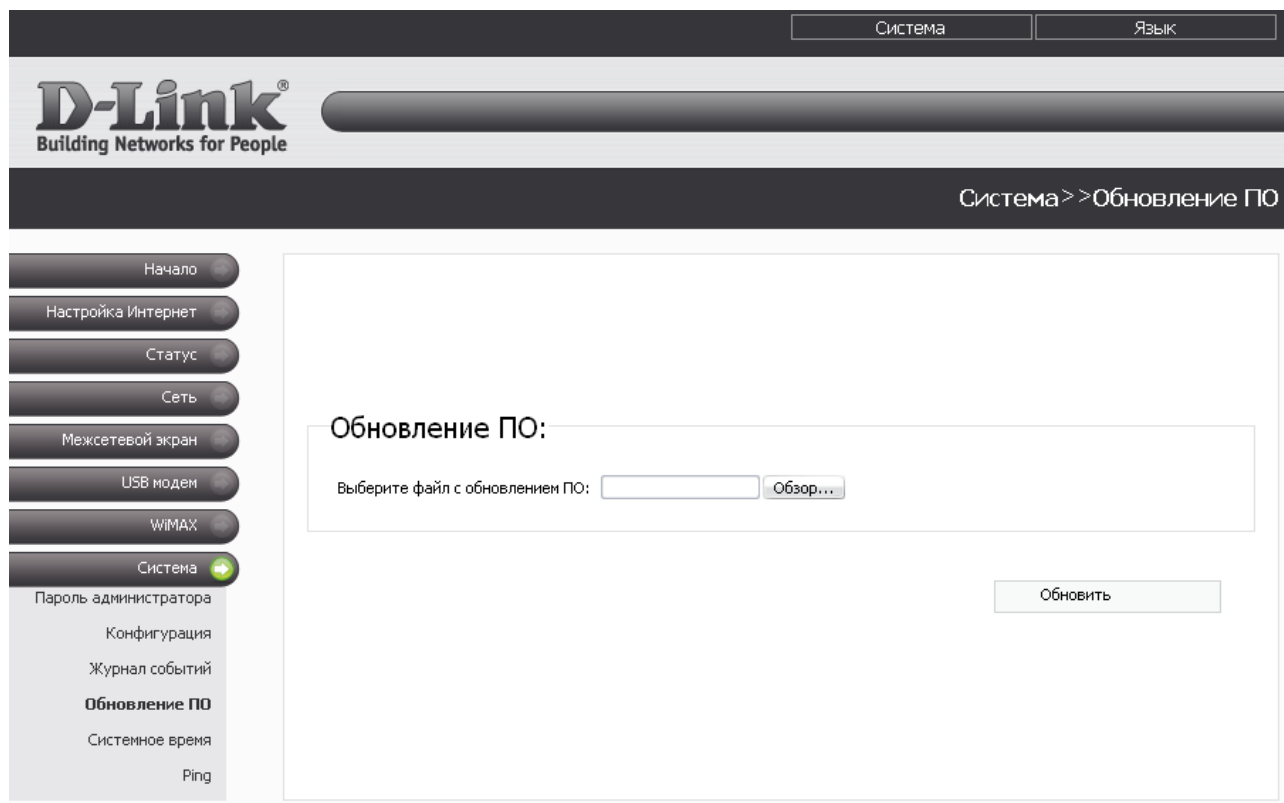 Система
Язык
D-Link®
Building Networks for People
Система>>Обновление ПО
Начало
Настройка Интернет
Статус
Сеть
Межсетевой экран
USB модем
WiMAX
Система
Пароль администратора
Конфигурация
Журнал событий
Обновление ПО
Системное время
Ping
Обновление ПО:
Выберите файл с обновлением ПО:
Обзор...
Обновить